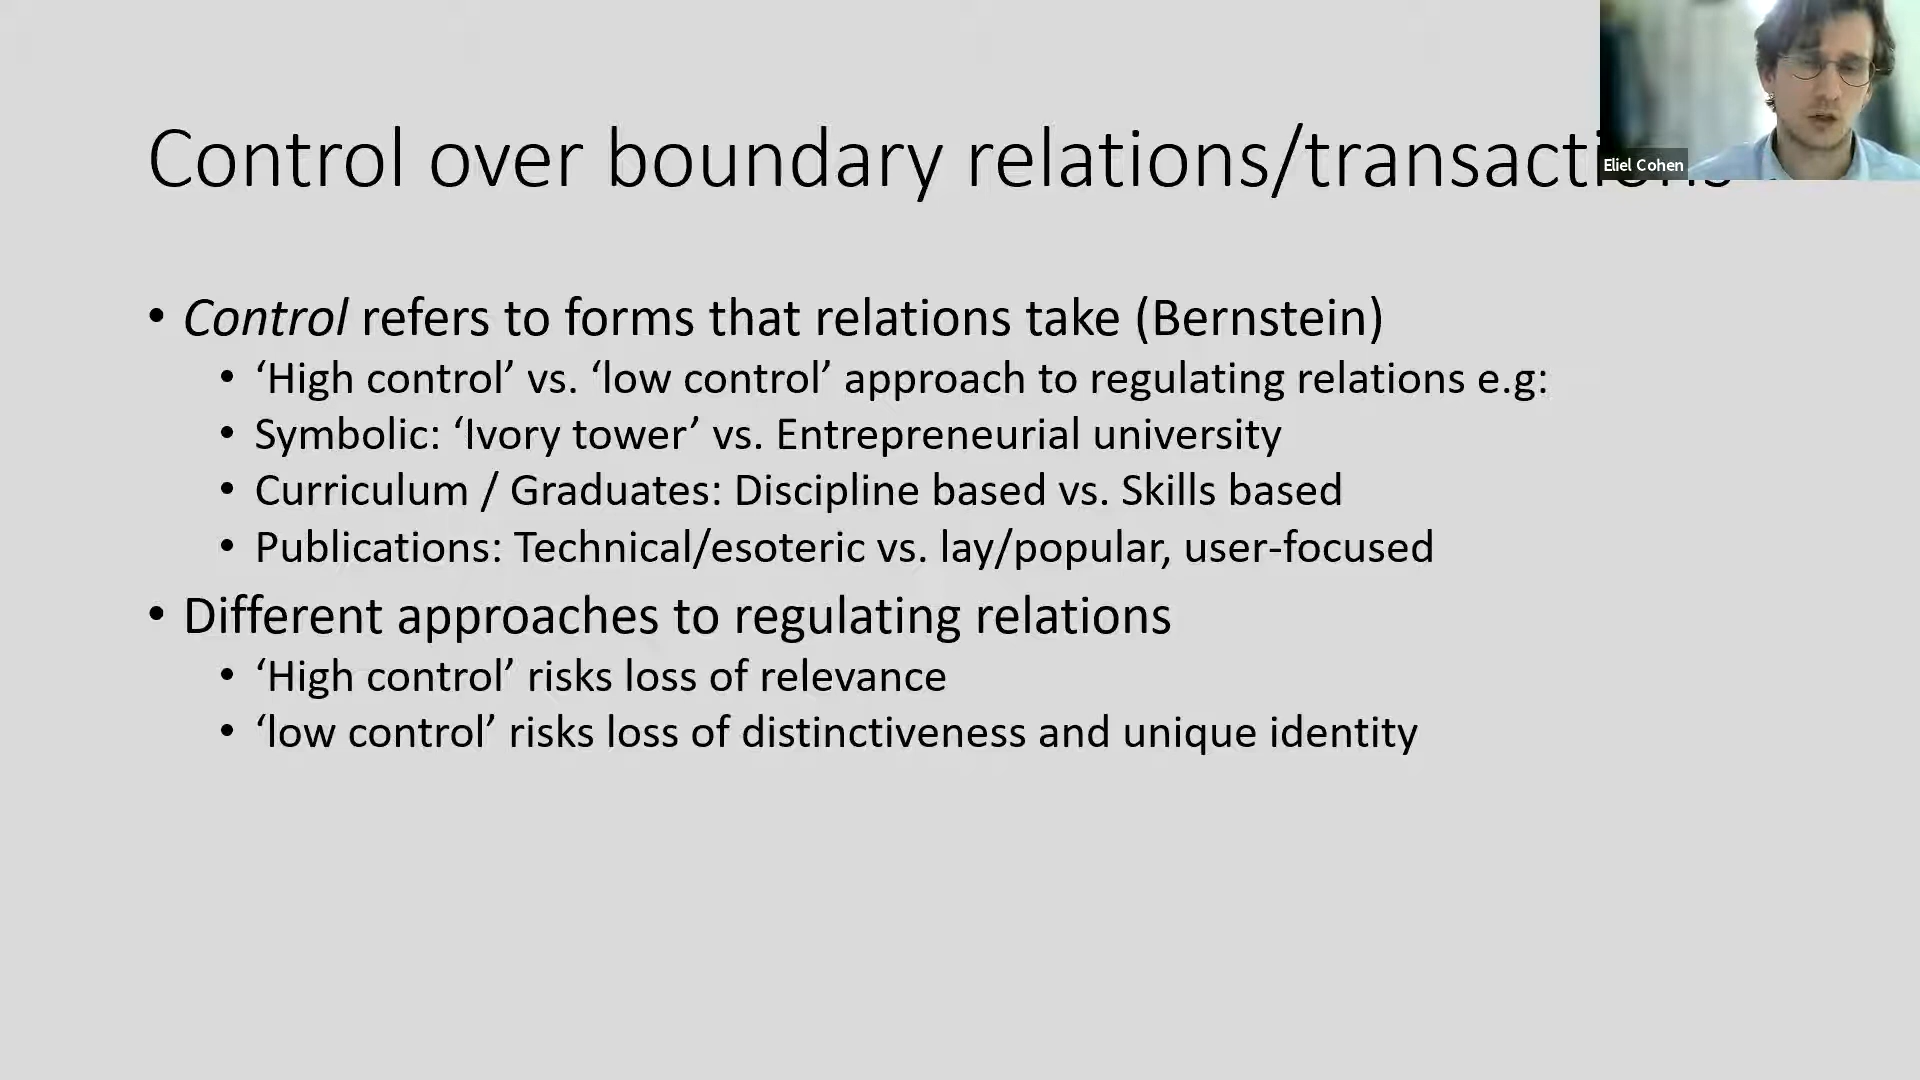 Control over boundary relations/transactions
Eliel Cohen
• Control refers to forms that relations take (Bernstein)
• ‘High control’ vs. ‘low control’ approach to regulating relations e.g:
• Symbolic: ‘Ivory tower’ vs. Entrepreneurial university
• Curriculum / Graduates: Discipline based vs. Skills based
• Publications: Technical/esoteric vs. lay/popular, user-focused
• Different approaches to regulating relations
• ‘High control’ risks loss of relevance
• ‘low control’ risks loss of distinctiveness and unique identity